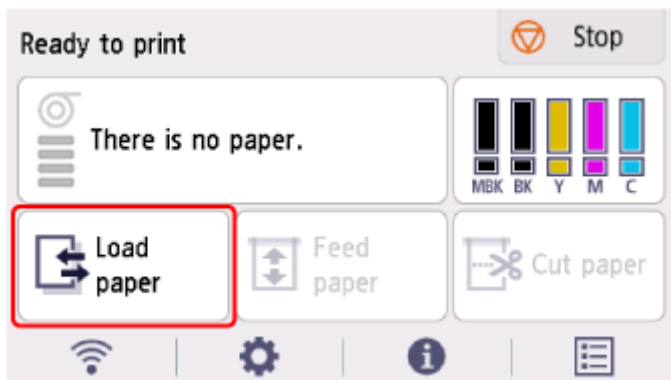 Ready to print
Stop
There is no paper.
MBK BK Y M C
Load
paper
Feed
paper
Cut paper